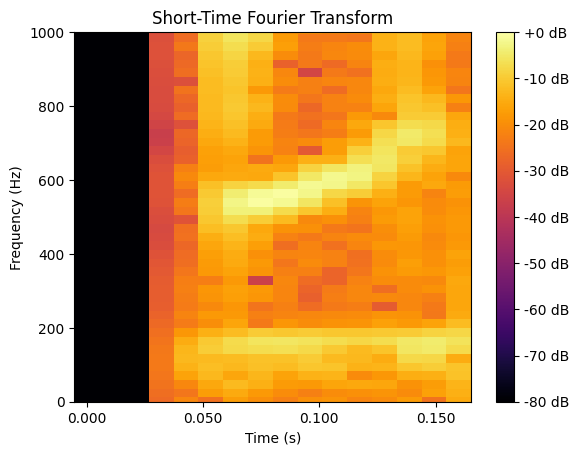 Short-Time Fourier Transform
1000
800
600
400
200
0
Frequency (Hz)
0.000
0.050
0.100
0.150
Time (s)
+0 dB
-10 dB
-20 dB
-30 dB
-40 dB
-50 dB
-60 dB
-70 dB
-80 dB